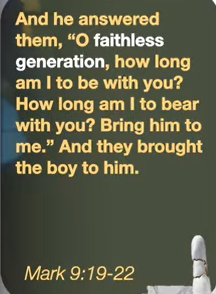 And he answered
them, “O faithless
generation, how long
am I to be with you?
How long am I to bear
with you? Bring him to
me.” And they brought
the boy to him.
Mark 9:19-22